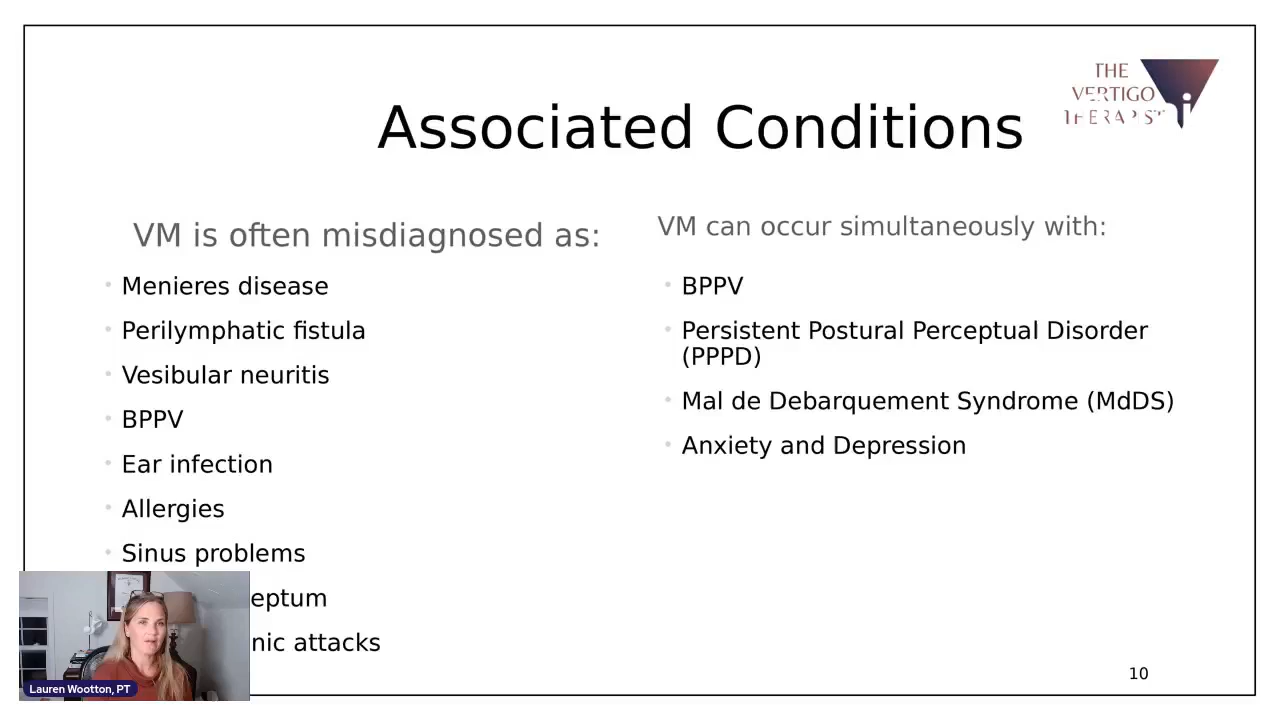 THE
VERTIGO
THERAPIST
Associated Conditions
VM is often misdiagnosed as:
Menieres disease
Perilymphatic fistula
Vesibular neuritis
BPPV
Ear infection
Allergies
Sinus problems
eptum
nic attacks
VM can occur simultaneously with:
BPPV
Persistent Postural Perceptual Disorder
(PPPD)
Mal de Debarquement Syndrome (MdDS)
Anxiety and Depression
Lauren Wootton, PT
10